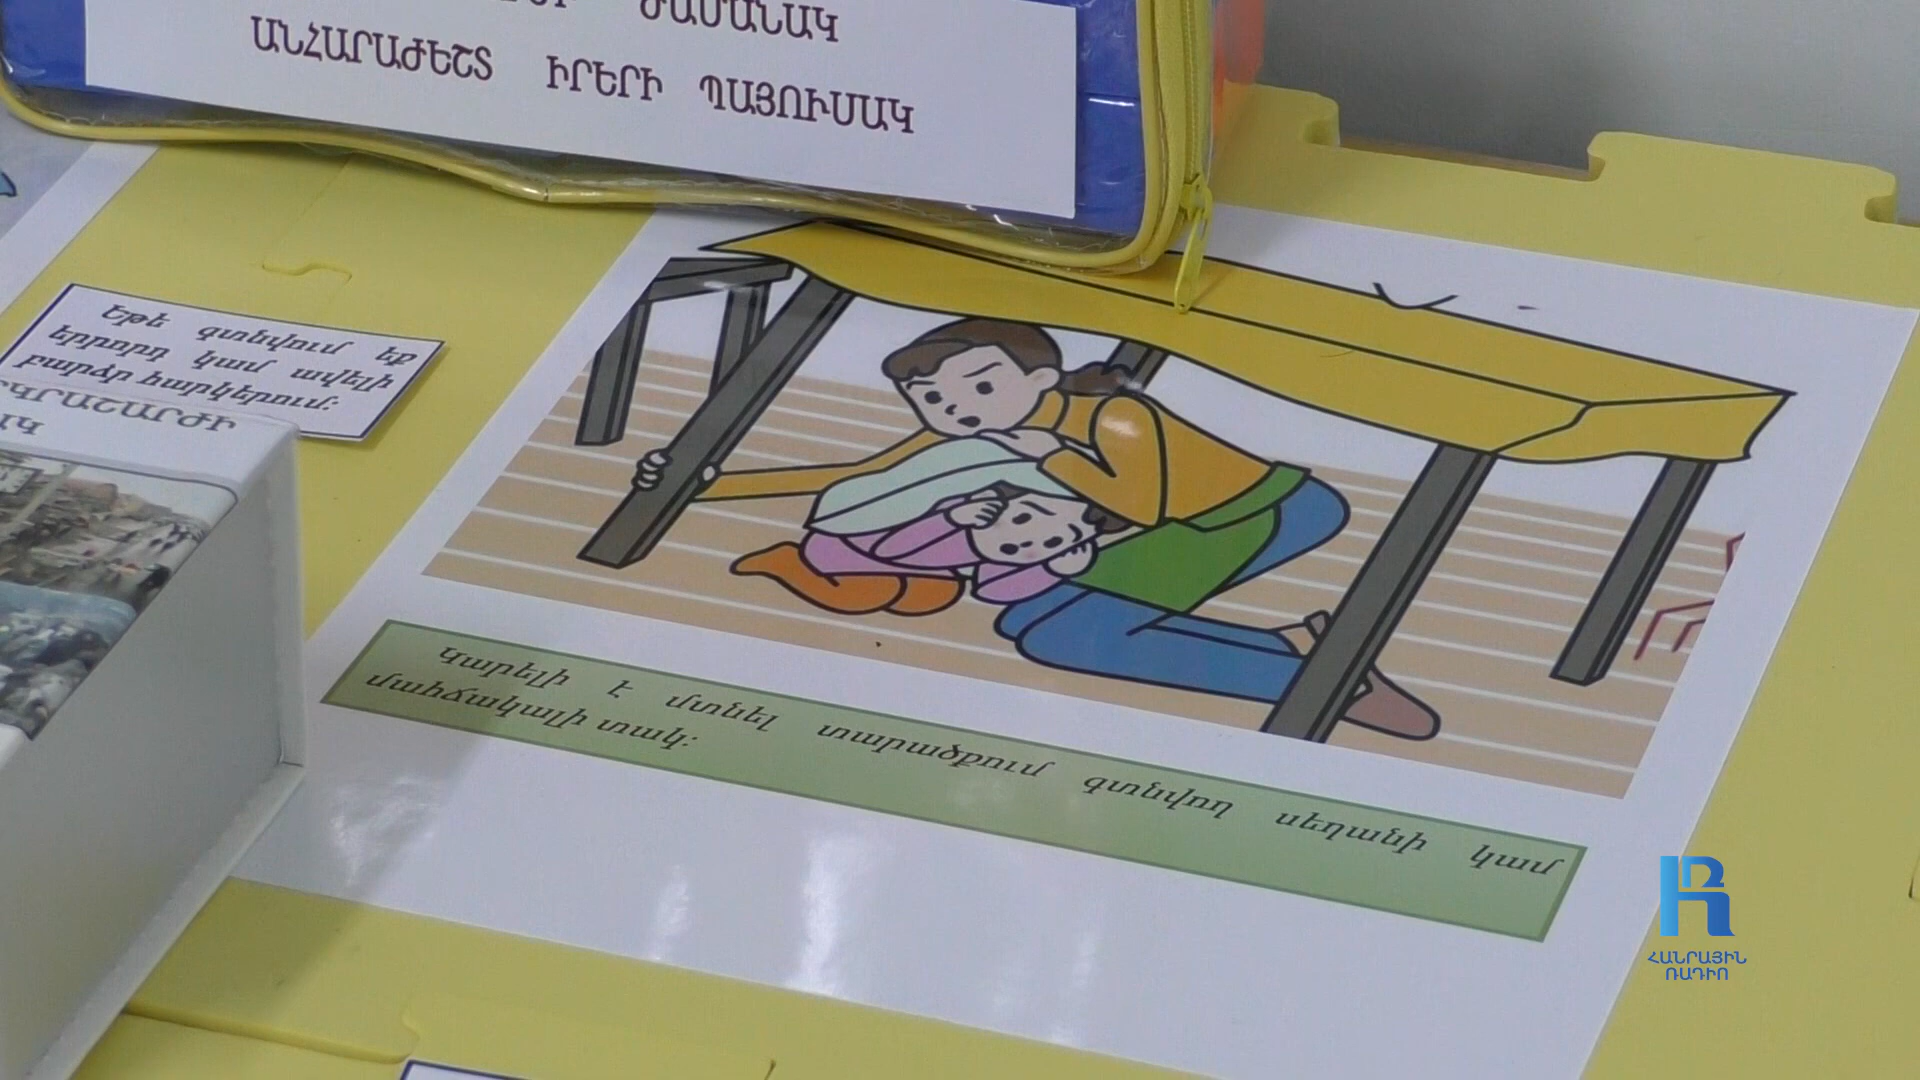 ԺԱՄԱՆԱԿ
ԱՆՀԱՐԱԺԵՇՏ ԻՐԵՐԻ ՊԱՅՈՒՍԱԿ
Եթե գտնվում եք
երրորդ կամ ավելի
բարձր հարկերում:
Կարելի է մտնել տարածքում գտնվող սեղանի կամ
մահճակալի տակ:
ՀԱՆՐԱՅԻՆ
ՌԱԴԻՈ